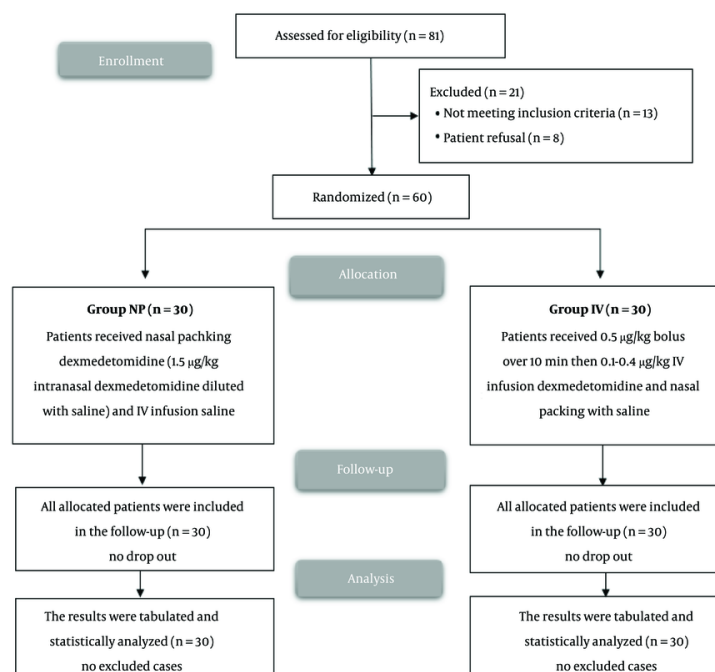 Assessed for eligibility (n = 81)
Enrollment
Excluded (n = 21)
• Not meeting inclusion criteria (n = 13)
• Patient refusal (n = 8)
Randomized (n = 60)
Allocation
Group NP (n = 30)
Patients received nasal pachking
dexmedetomidine (1.5 µg/kg
intranasal dexmedetomidine diluted
with saline) and IV infusion saline
Group IV (n = 30)
Patients received 0.5 µg/kg bolus
over 10 min then 0.1-0.4 µg/kg IV
infusion dexmedetomidine and nasal
packing with saline
Follow-up
All allocated patients were included
in the follow-up (n = 30)
no drop out
All allocated patients were included
in the follow-up (n = 30)
no drop out
Analysis
The results were tabulated and
statistically analyzed (n = 30)
no excluded cases
The results were tabulated and
statistically analyzed (n = 30)
no excluded cases